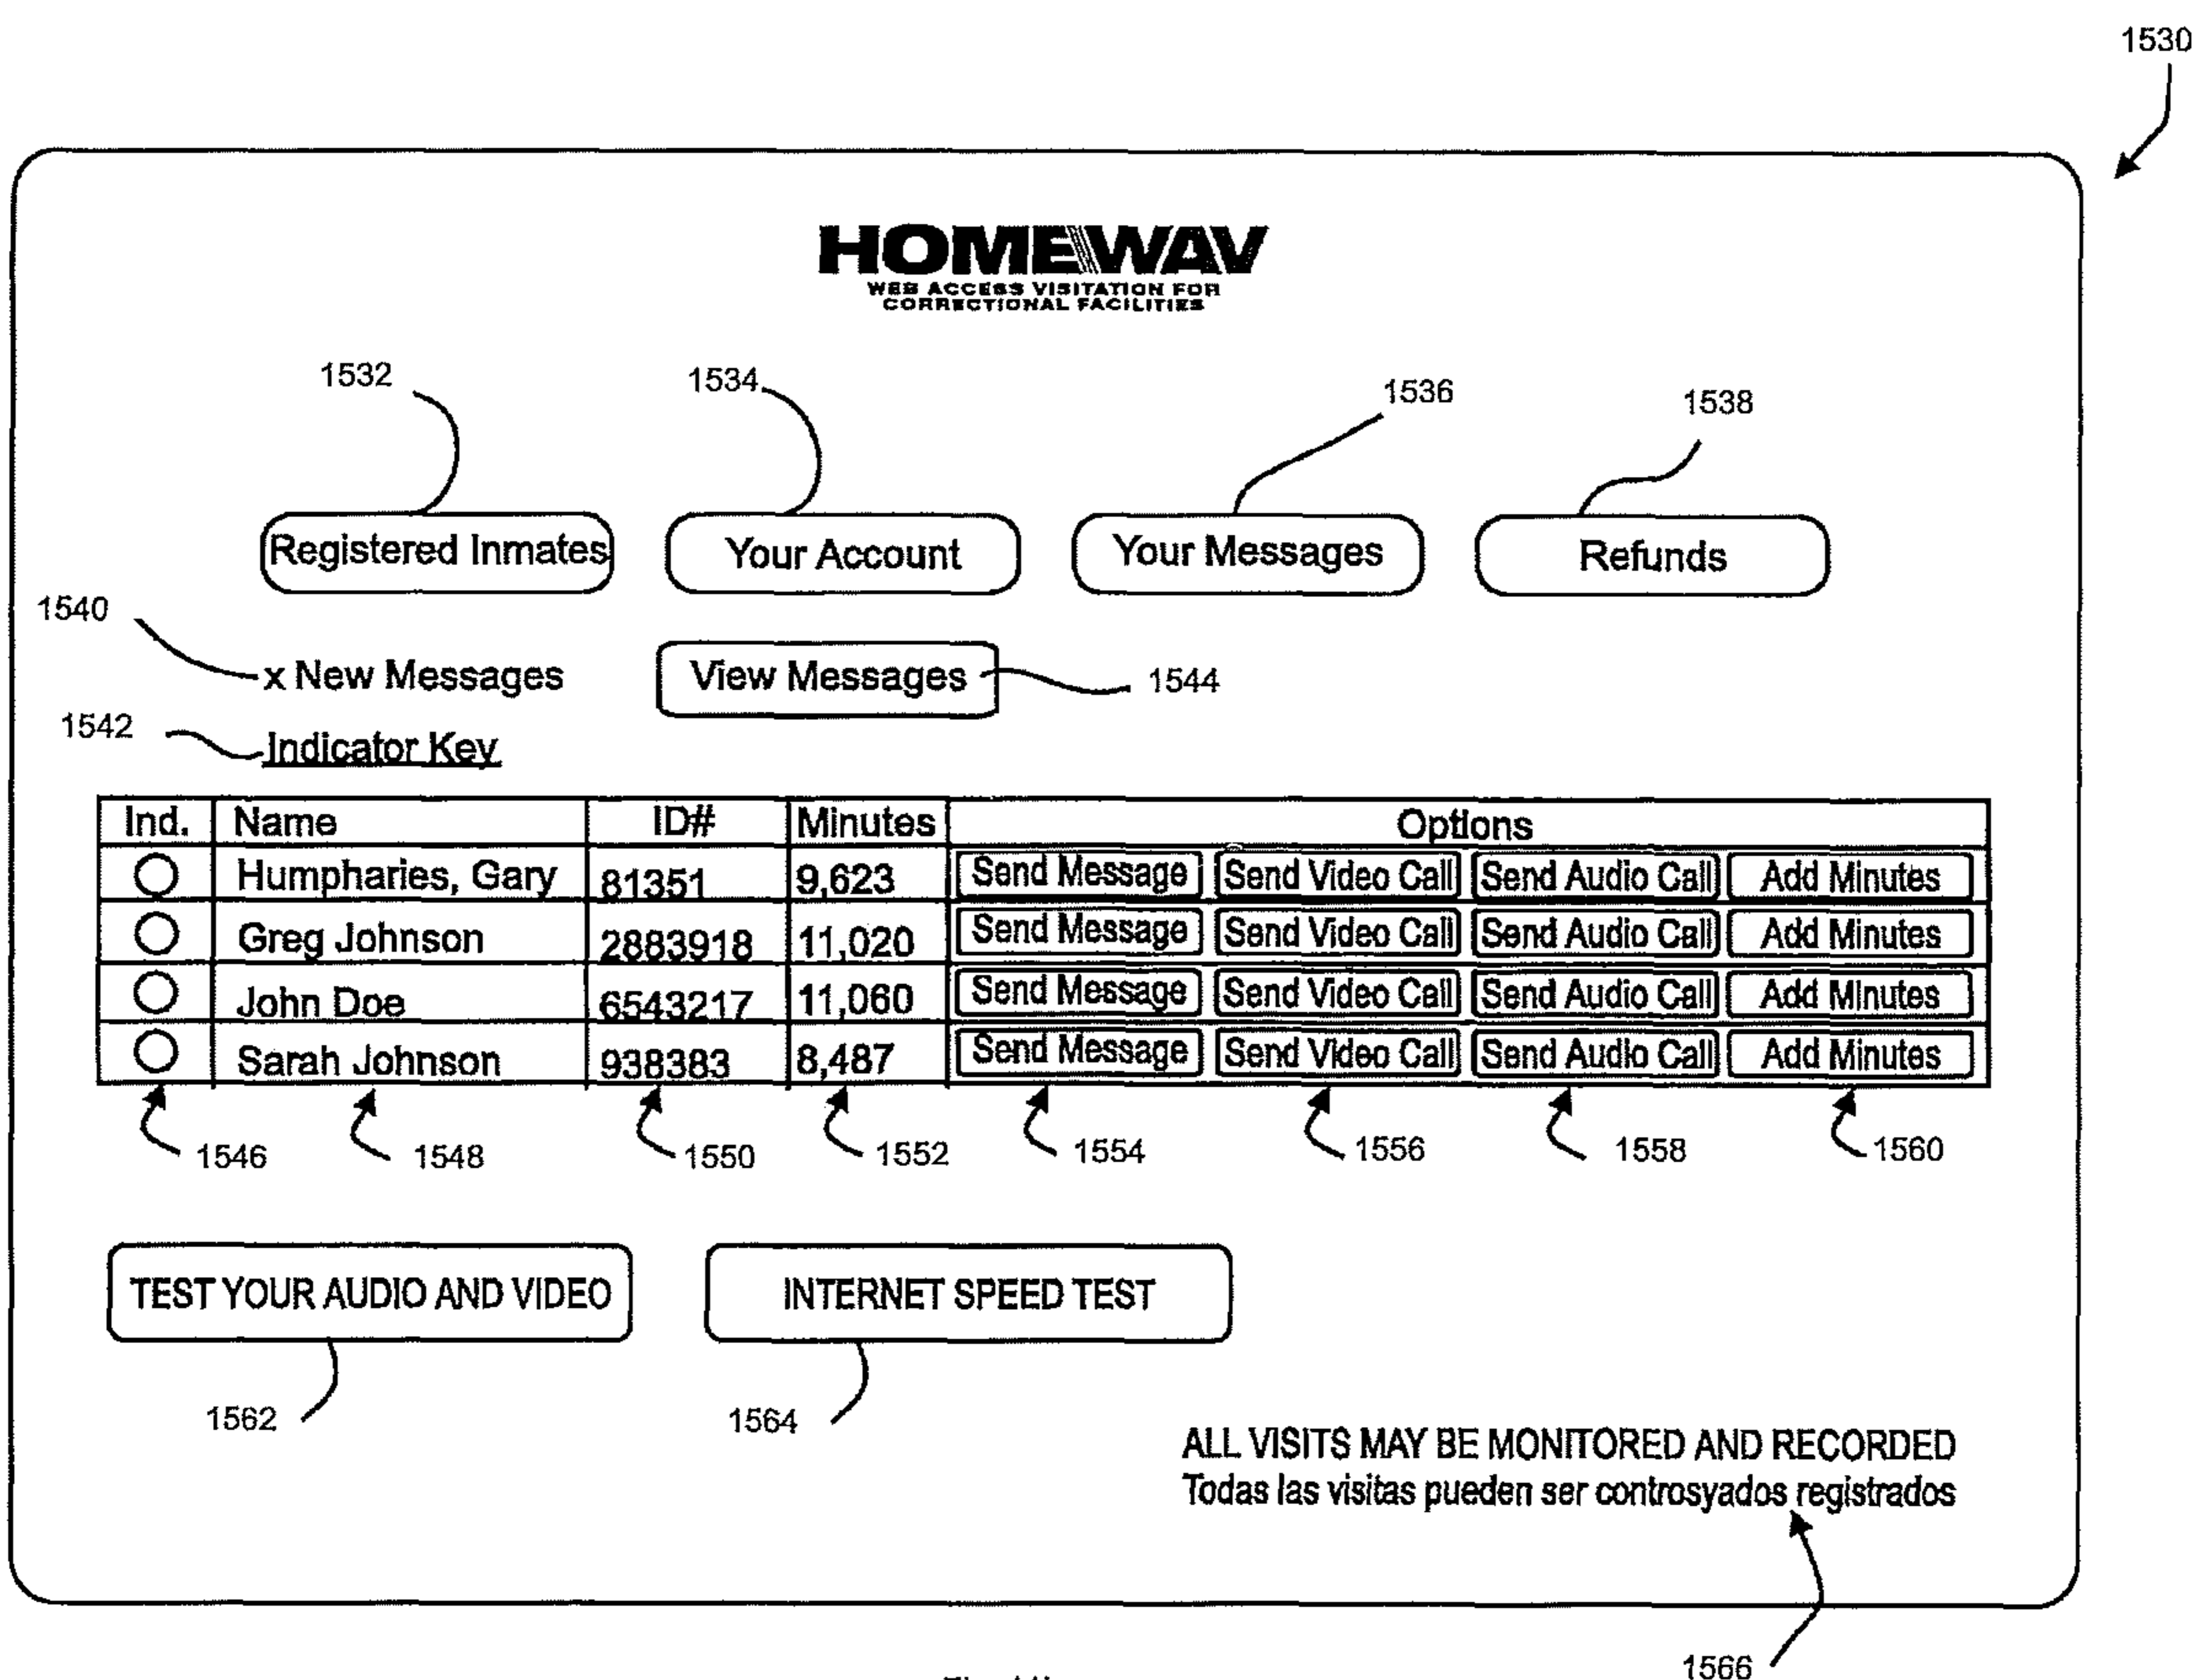 1530
HOMEWAV
WEB ACCESS VISITATION FOR
CORRECTIONAL FACILITIES
1532 1534 1536 1538
Registered Inmates Your Account Your Messages Refunds
1540
x New Messages View Messages 1544
1542
Indicator Key
Ind. Name ID# Minutes Options
Humpharies, Gary 81351 9,623 Send Message Send Video Call Send Audio Call Add Minutes
Greg Johnson 2883918 11,020 Send Message Send Video Call Send Audio Call Add Minutes
John Doe 6543217 11,060 Send Message Send Video Call Send Audio Call Add Minutes
Sarah Johnson 938383 8,487 Send Message Send Video Call Send Audio Call Add Minutes
1546 1548 1550 1552 1554 1556 1558 1560
TEST YOUR AUDIO AND VIDEO INTERNET SPEED TEST
1562 1564
ALL VISITS MAY BE MONITORED AND RECORDED
Todas las visitas pueden ser controsyados registrados
1566